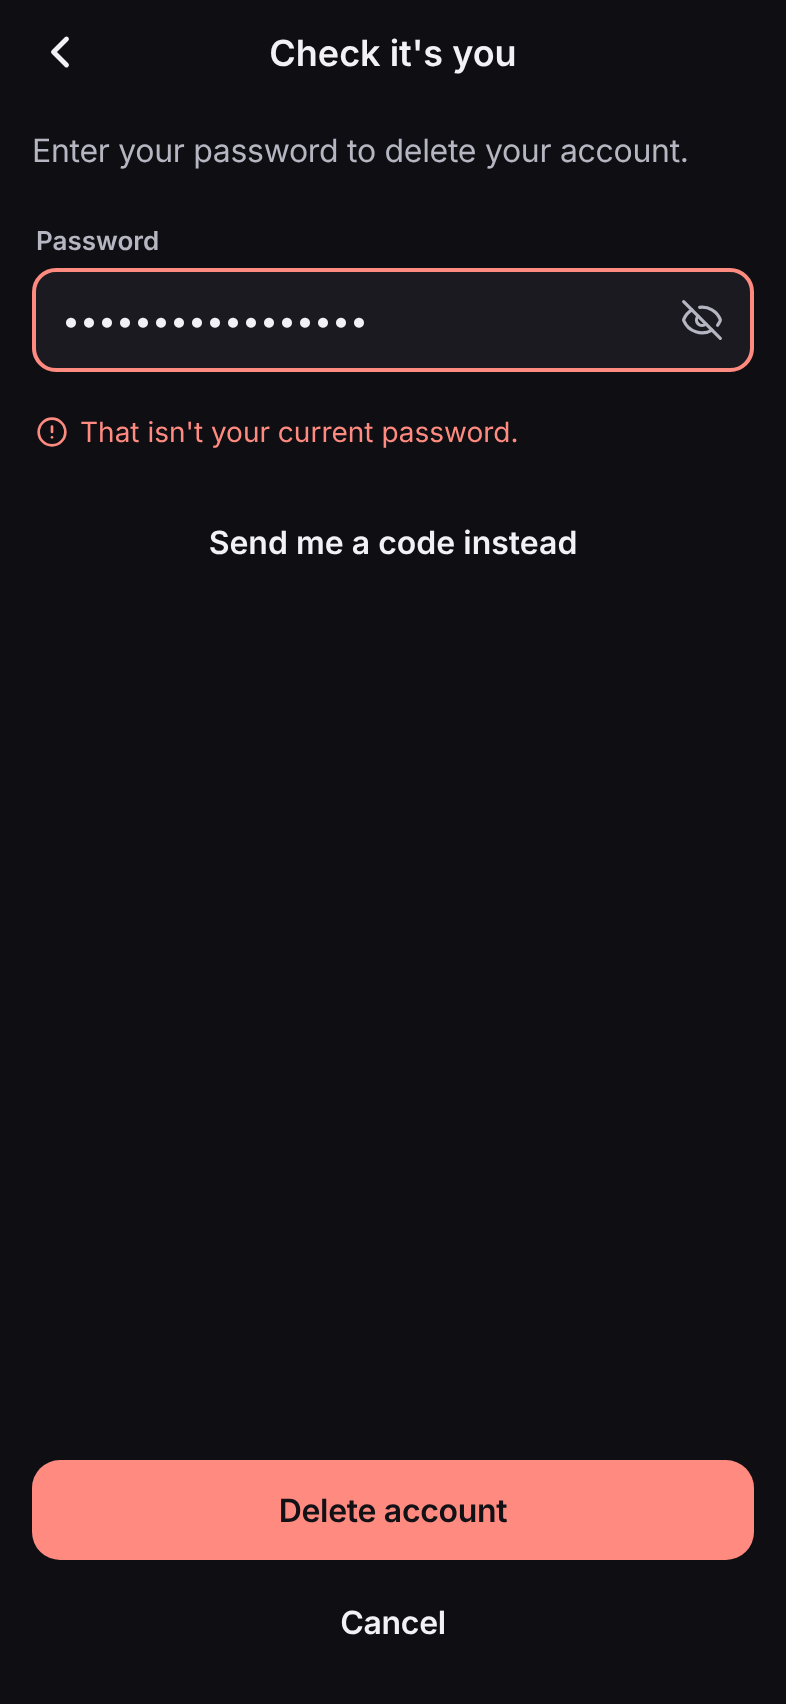 Check it's you
Enter your password to delete your account.
Password
•••••••••••••••••
That isn't your current password.
Send me a code instead
Delete account
Cancel